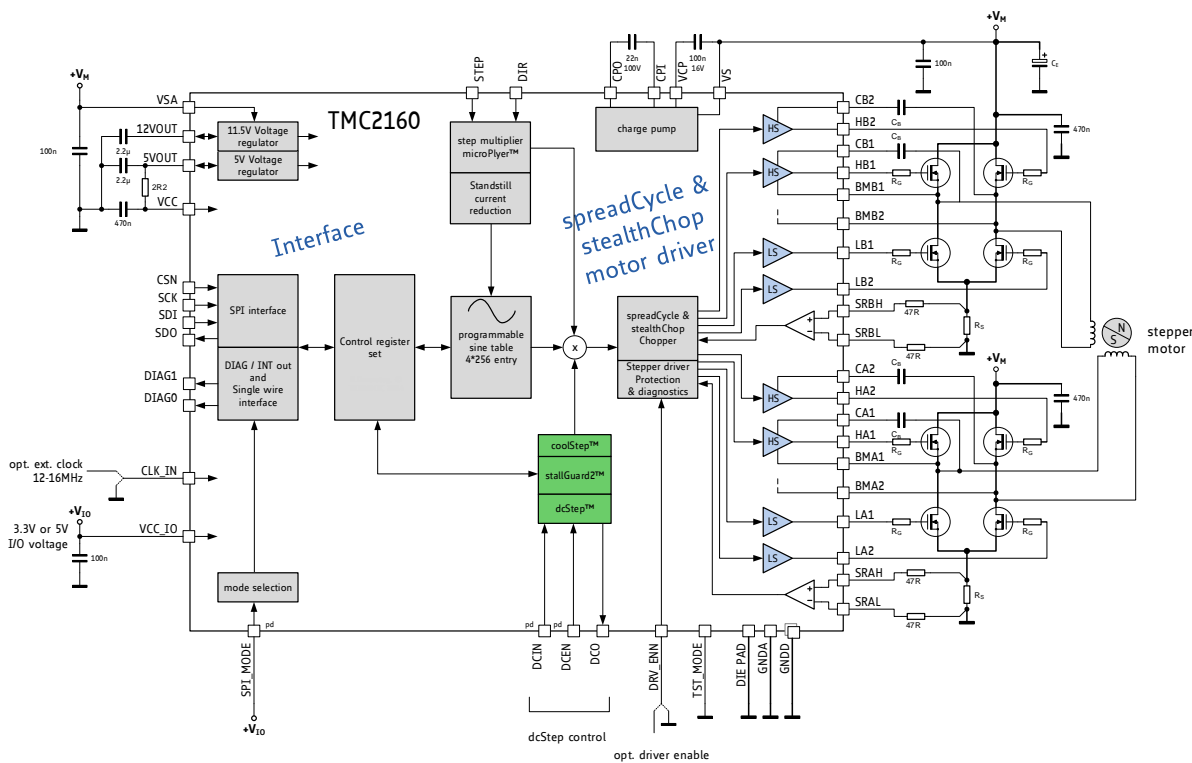 +VM
22n
100V
100n
16V
CPO
CPI
VCP
VS
100n
CE
+
+VM
STEP
DIR
TMC2160
VSA
12VOUT
11.5V Voltage
regulator
2.2µ
100n
5VOUT
5V Voltage
regulator
2.2µ
2R2
VCC
470n
step multiplier
microPlyer™
Standstill
current
reduction
charge pump
Interface
spreadCycle &
stealthChop
motor driver
HS
CB2
CB
HB2
CB1
CB
470n
HS
HB1
RG
RG
BMB1
BMB2
LS
LB1
RG
RG
LS
LB2
SRBH
47R
RS
SRBL
47R
+
−
CSN
SCK
SDI
SDO
SPI interface
DIAG1
DIAG0
DIAG / INT out
and
Single wire
interface
Control register
set
programmable
sine table
4*256 entry
x
spreadCycle &
stealthChop
Chopper
Stepper driver
Protection
& diagnostics
N
S
stepper
motor
+VM
HS
CA2
CB
HA2
CA1
CB
470n
HS
HA1
RG
RG
BMA1
BMA2
LS
LA1
RG
RG
LS
LA2
SRAH
47R
RS
SRAL
47R
+
−
coolStep™
stallGuard2™
dcStep™
opt. ext. clock
12-16MHz
CLK_IN
+VIO
3.3V or 5V
I/O voltage
VCC_IO
100n
mode selection
pd
pd
pd
SPI_MODE
+VIO
DCIN
DCEN
DCO
DRV_ENN
TST_MODE
DIE PAD
GNDA
GNDD
dcStep control
opt. driver enable